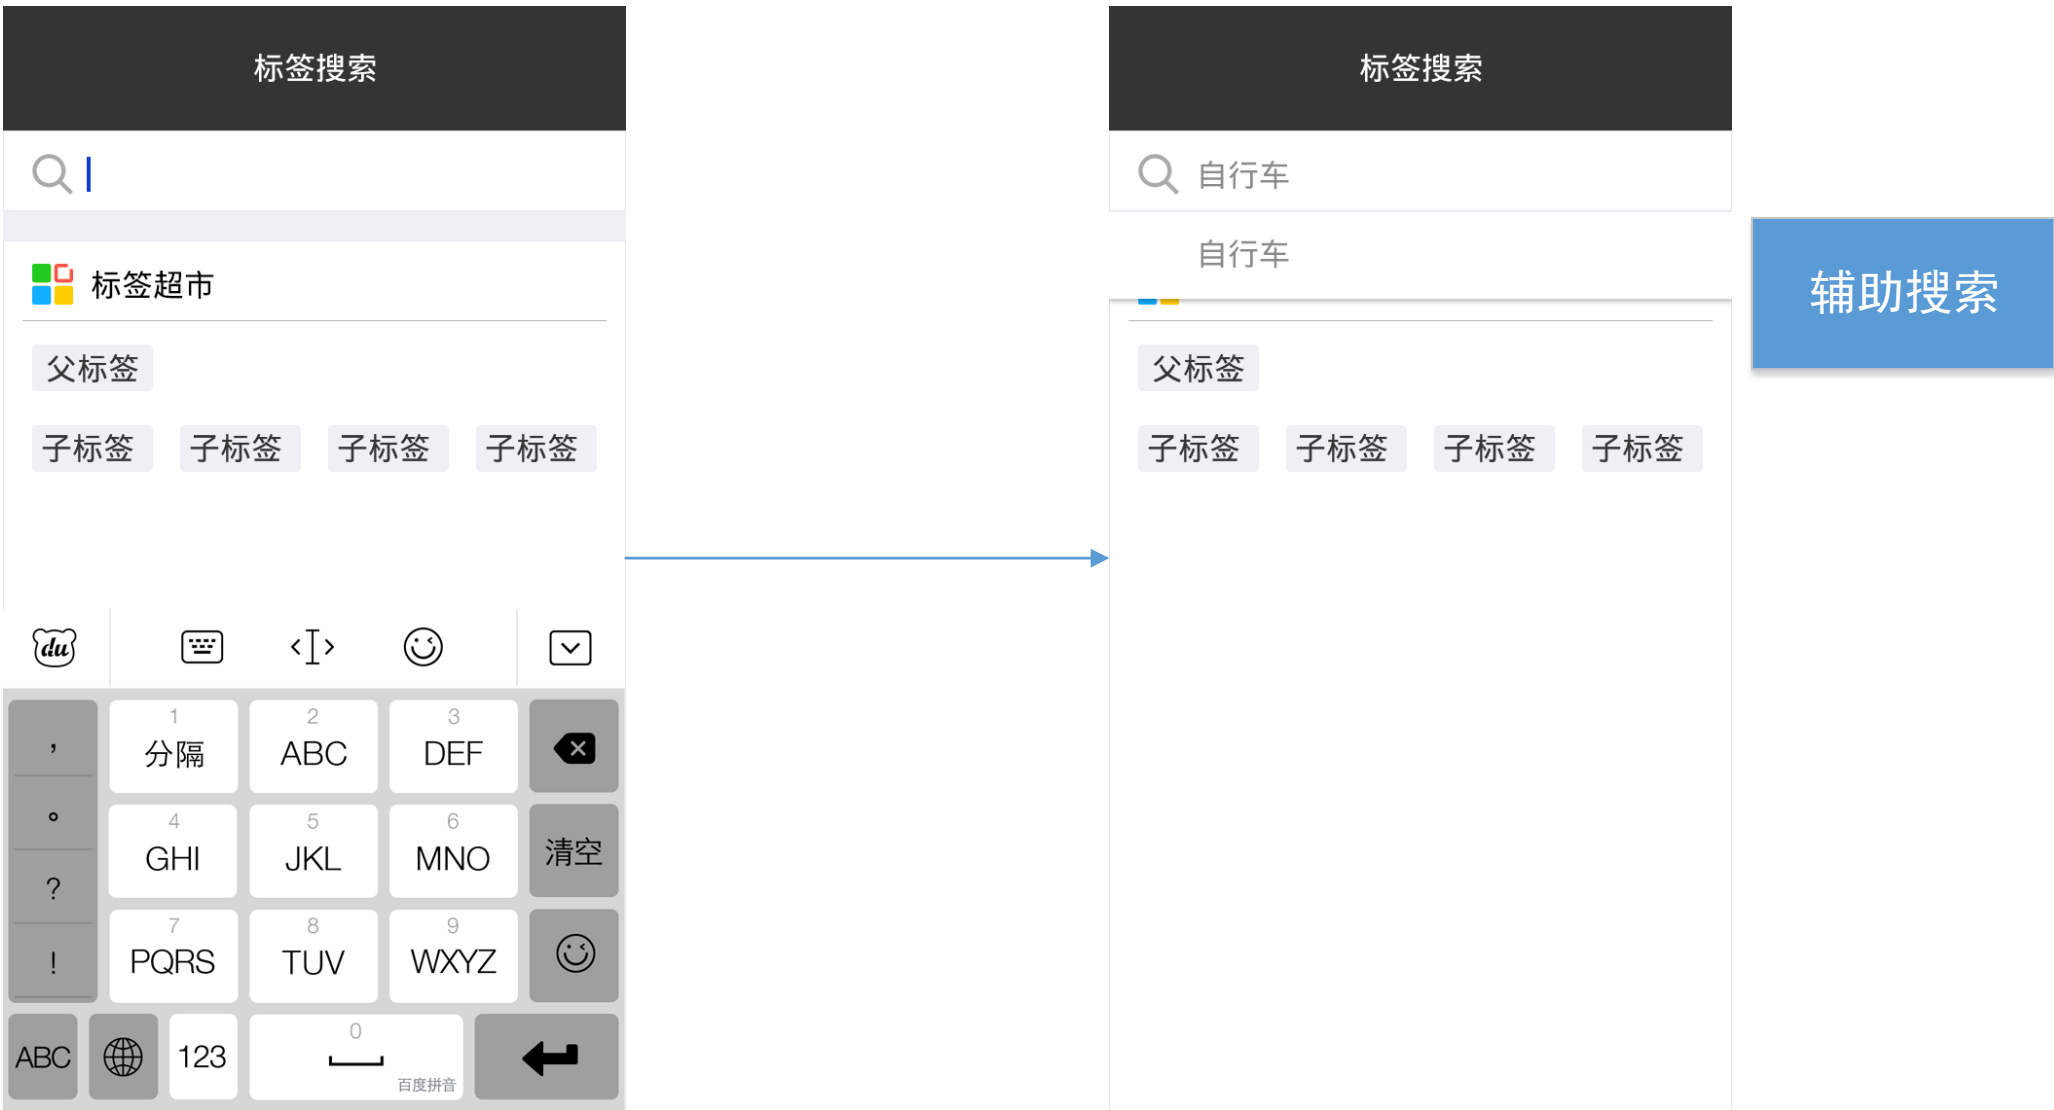 标签搜索
标签超市
父标签
子标签 子标签 子标签 子标签
du
, 1 2 3
分隔 ABC DEF
。 4 5 6
GHI JKL MNO 清空
? 7 8 9
! PQRS TUV WXYZ
ABC 123 0
百度拼音
标签搜索
自行车
自行车
父标签
子标签 子标签 子标签 子标签
辅助搜索